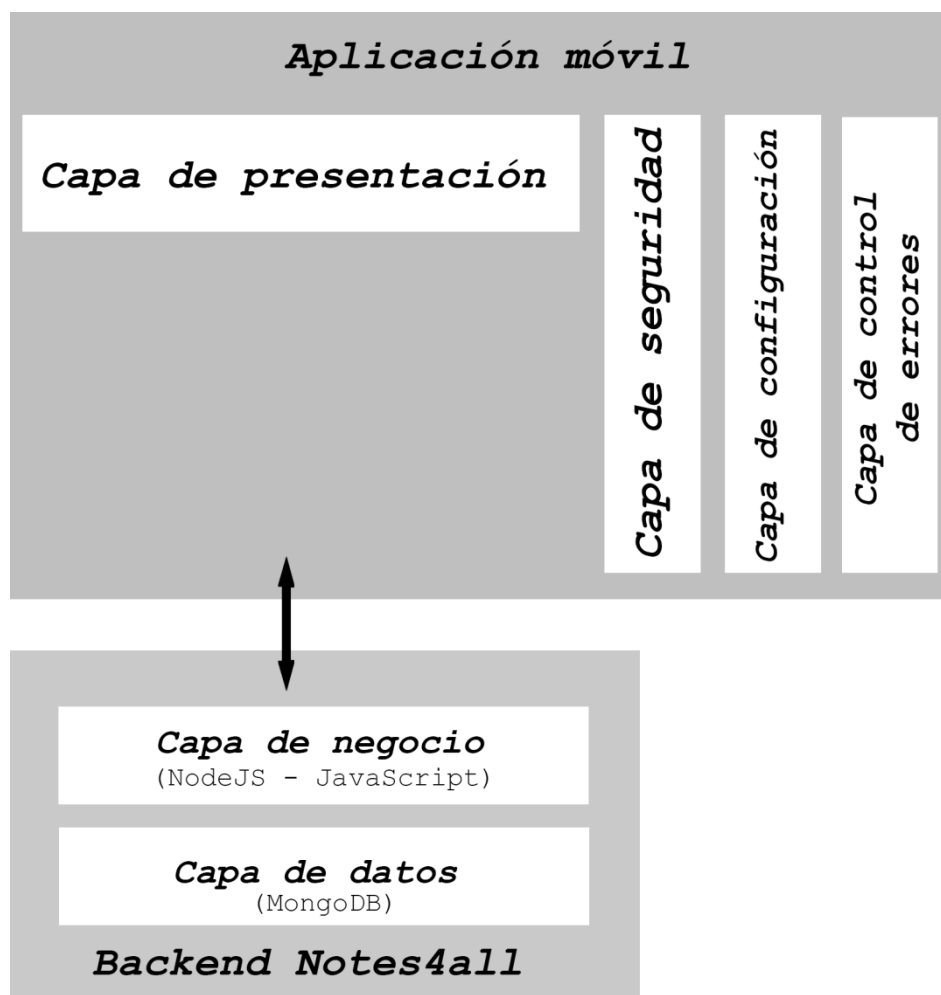 Aplicación móvil
Capa de presentación
Capa de seguridad
Capa de configuración
Capa de control
de errores
Capa de negocio
(NodeJS - JavaScript)
Capa de datos
(MongoDB)
Backend Notes4all